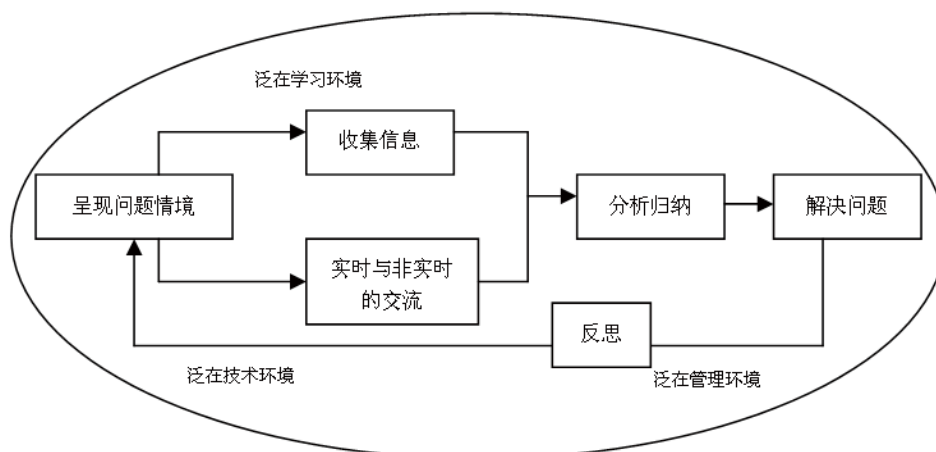 泛在学习环境
收集信息
呈现问题情境
分析归纳
解决问题
实时与非实时
的交流
反思
泛在技术环境
泛在管理环境